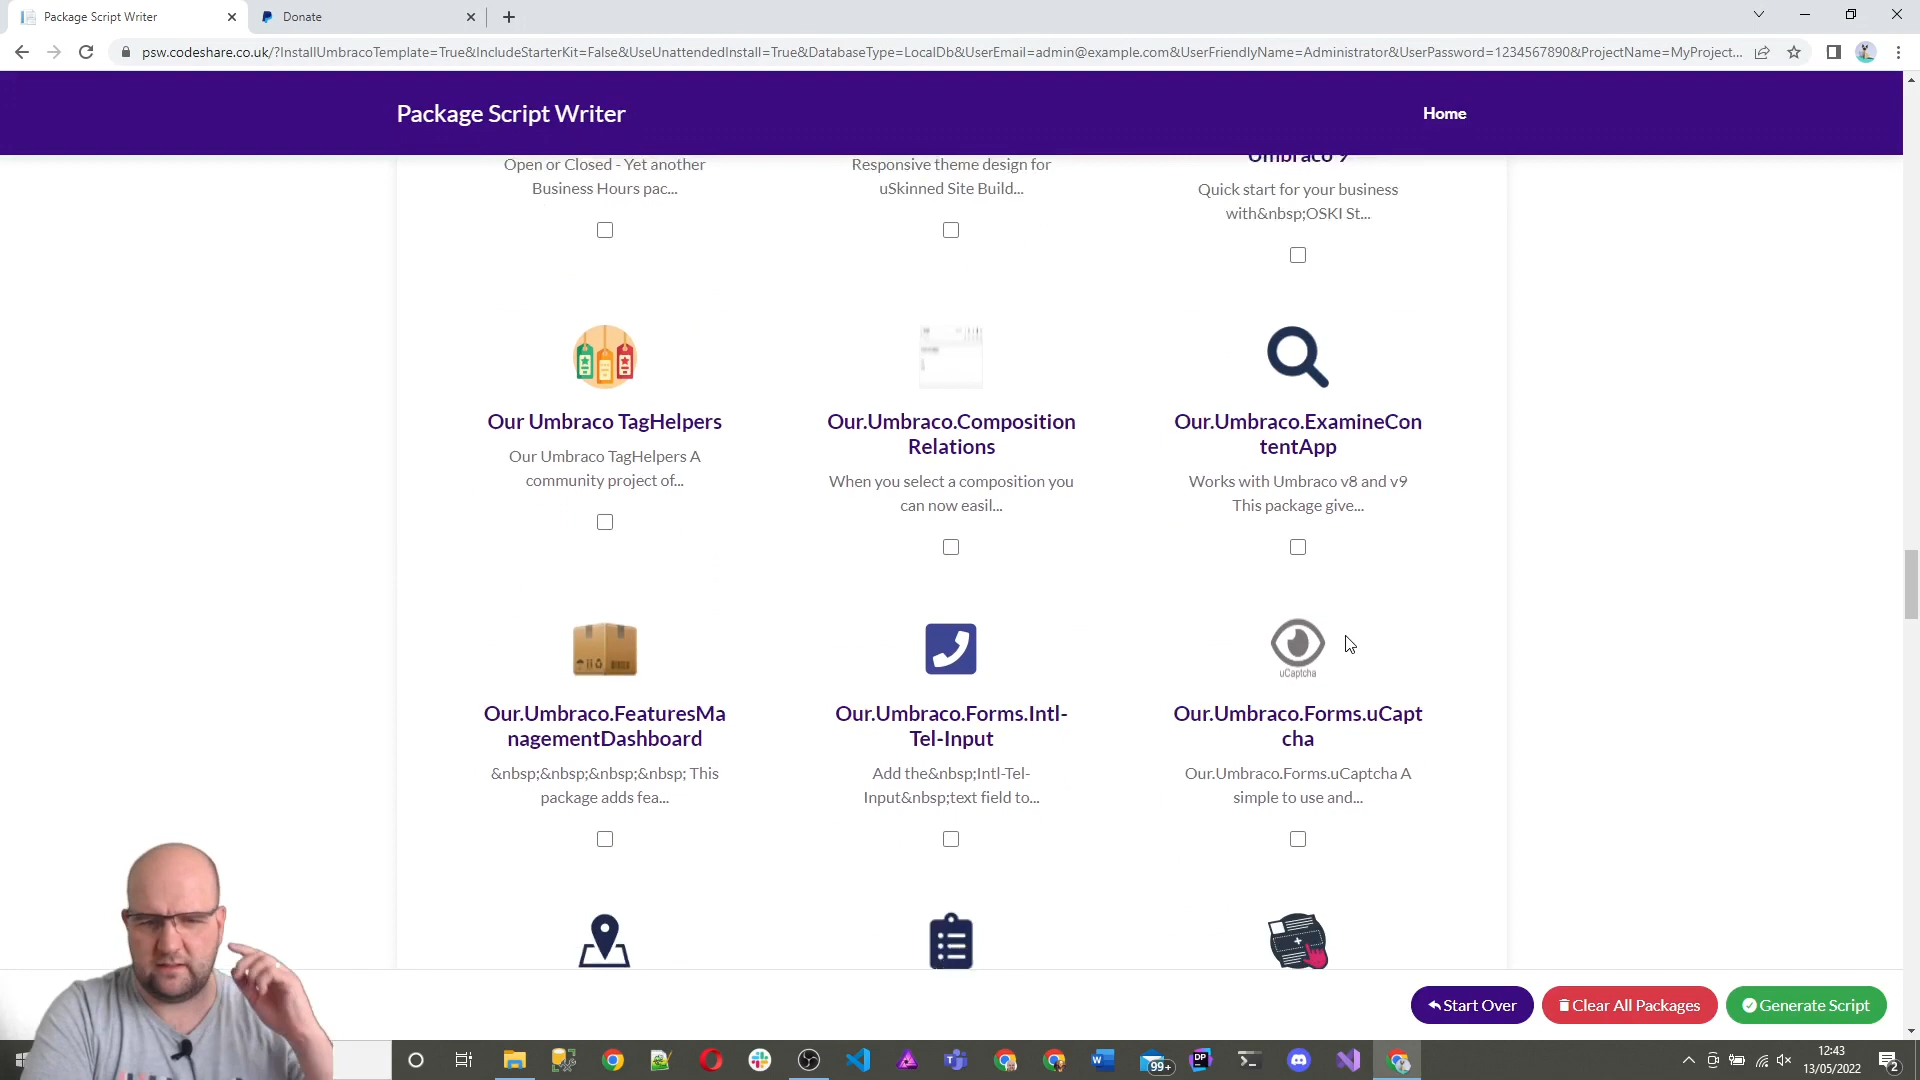 Package Script Writer
Donate
psw.codeshare.co.uk/?InstallUmbracoTemplate=True&IncludeStarterKit=False&UseUnattendedInstall=True&DatabaseType=LocalDb&UserEmail=admin@example.com&UserFriendlyName=Administrator&UserPassword=1234567890&ProjectName=MyProject...
Package Script Writer
Home
Open or Closed - Yet another
Business Hours pac...
Responsive theme design for
uSkinned Site Build...
Umbraco 9
Quick start for your business
with&nbsp;OSKI St...
Our Umbraco TagHelpers
Our Umbraco TagHelpers A
community project of...
Our.Umbraco.Composition
Relations
When you select a composition you
can now easil...
Our.Umbraco.ExamineCon
tentApp
Works with Umbraco v8 and v9
This package give...
uCaptcha
Our.Umbraco.FeaturesMa
nagementDashboard
&nbsp;&nbsp;&nbsp;&nbsp; This
package adds fea...
Our.Umbraco.Forms.Intl-
Tel-Input
Add the&nbsp;Intl-Tel-
Input&nbsp;text field to...
Our.Umbraco.Forms.uCapt
cha
Our.Umbraco.Forms.uCaptcha A
simple to use and...
Start Over
Clear All Packages
Generate Script
99+
DP
12:43
13/05/2022
2